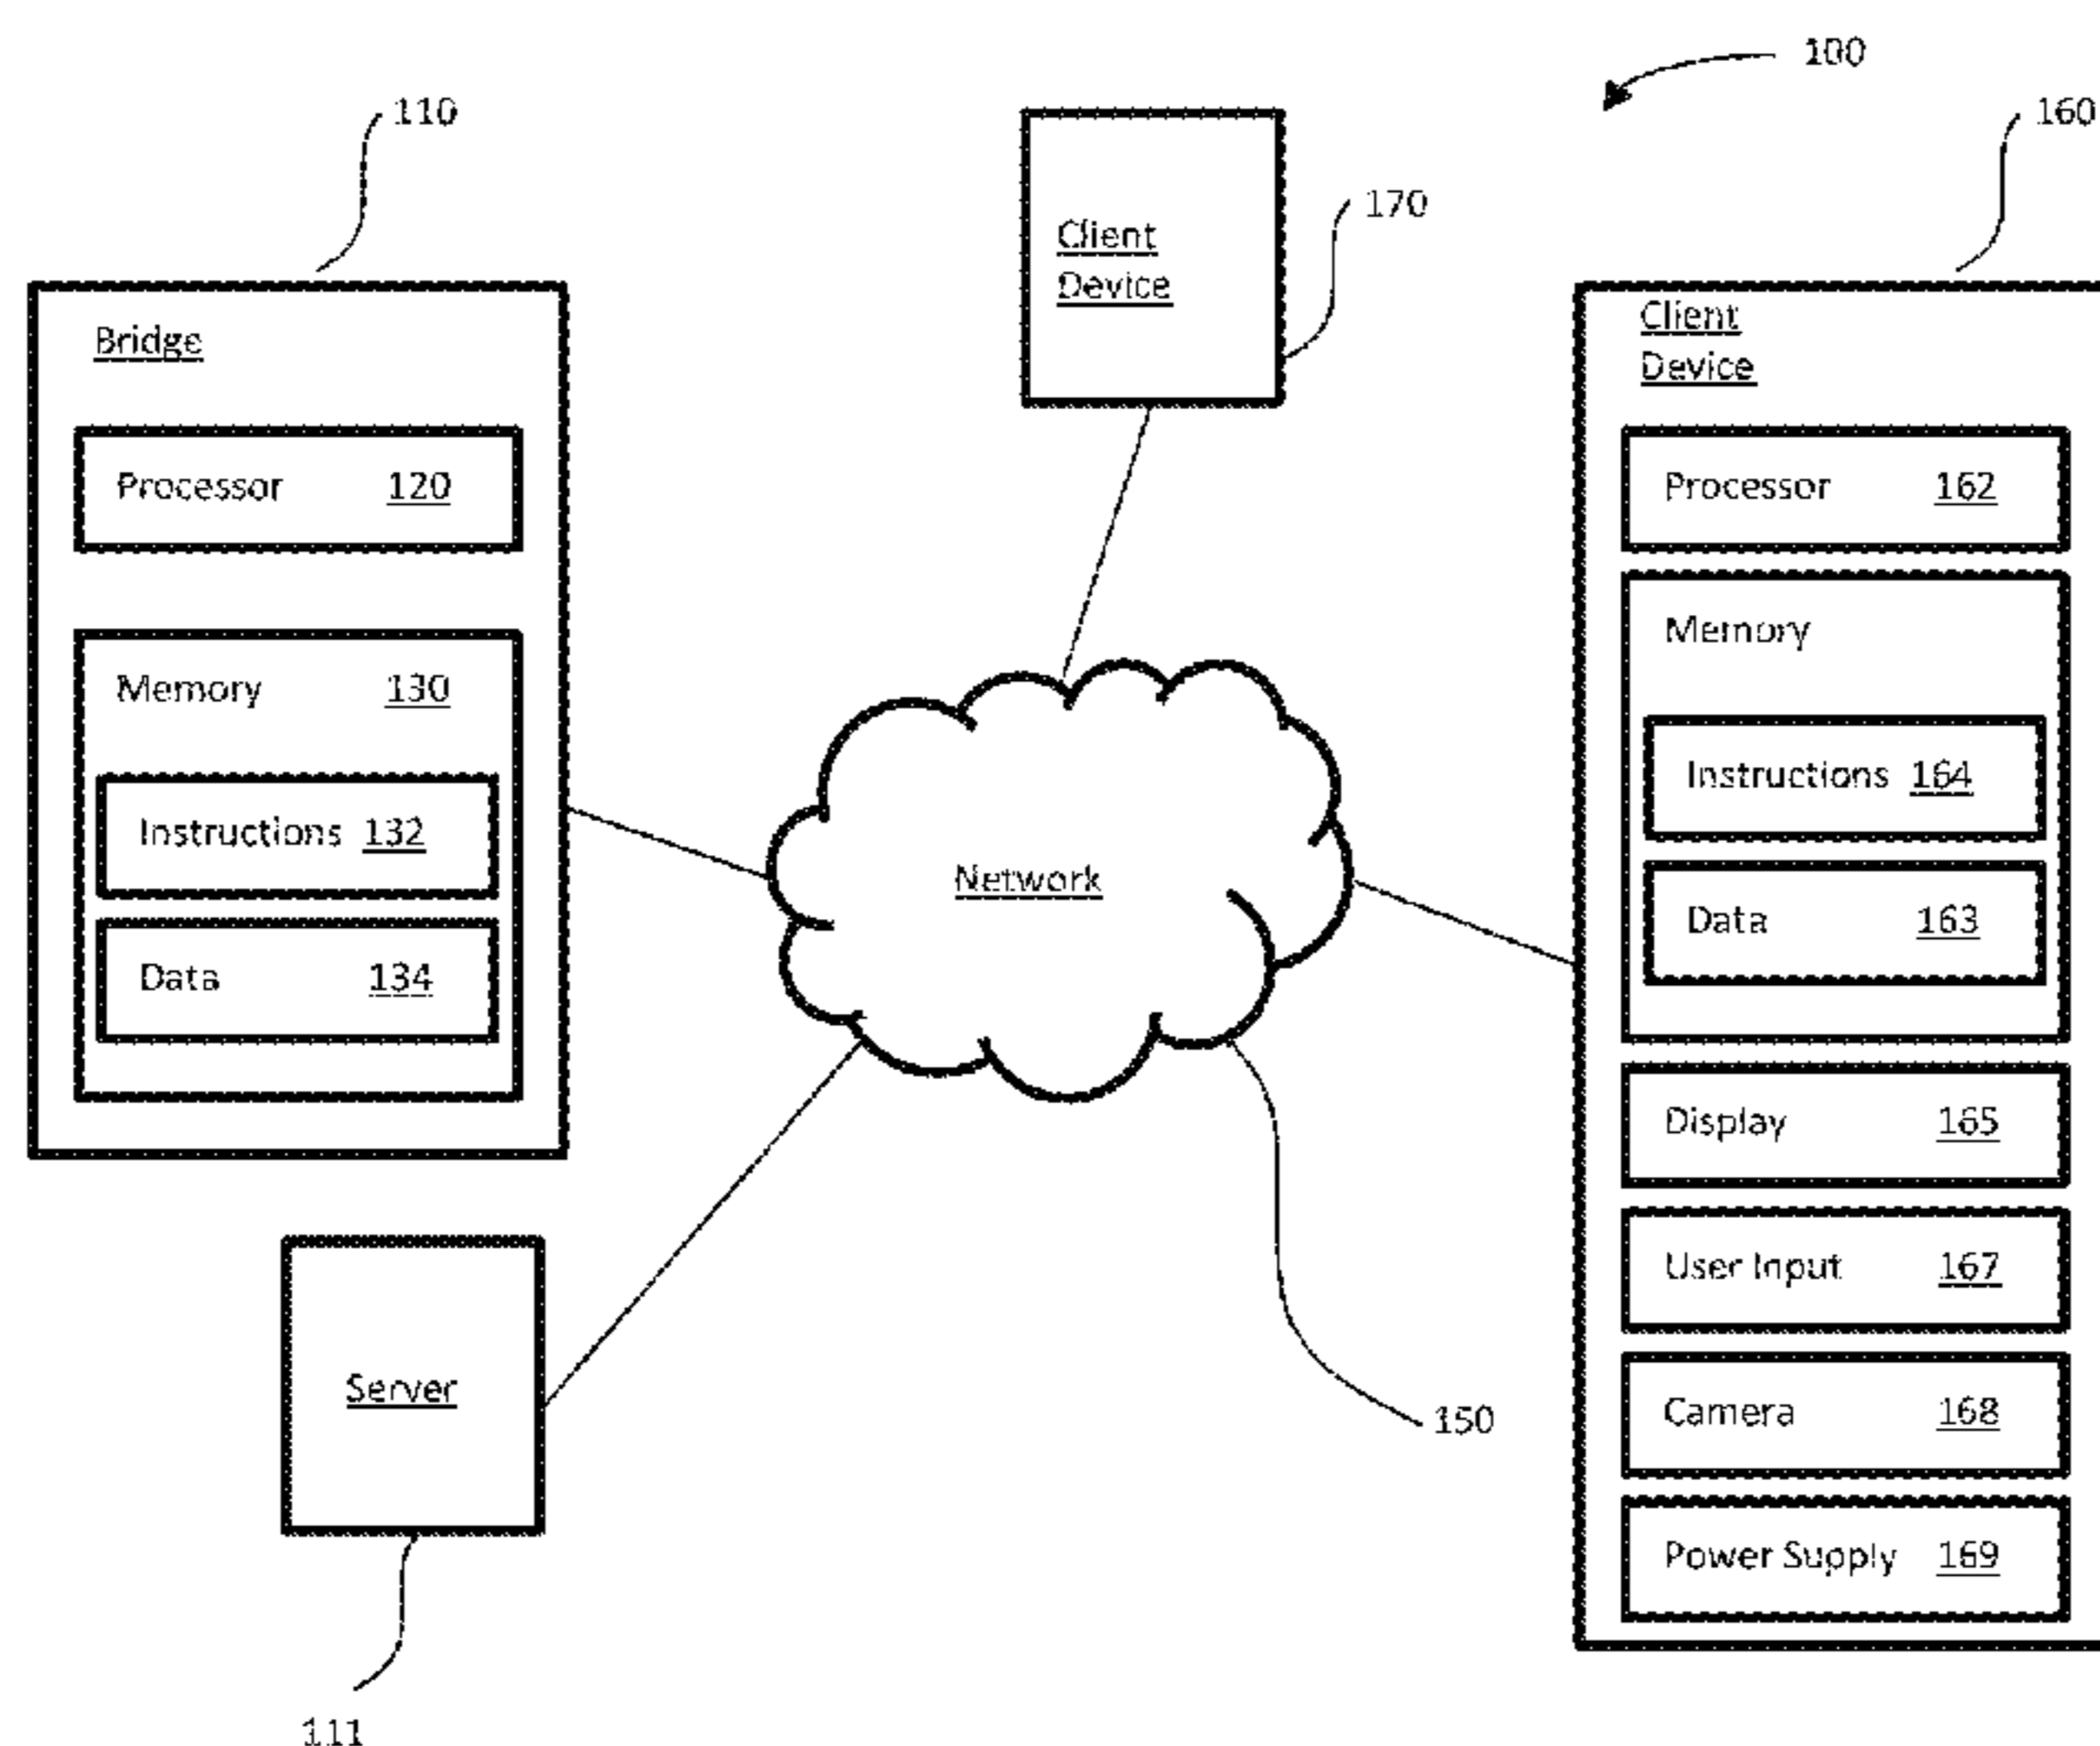 100
110
160
170
Client
Device
Bridge
Processor 120
Memory 130
Instructions 132
Data 134
Network
Client
Device
Processor 162
Memory
Instructions 164
Data 163
Display 165
User Input 167
Camera 168
Power Supply 169
Server
150
111